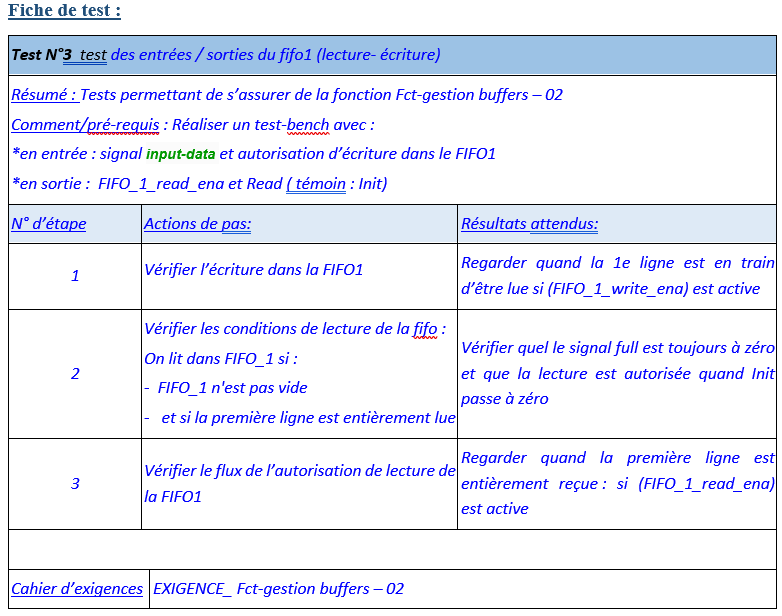 Fiche de test :
Test N°3 test des entrées / sorties du fifo1 (lecture- écriture)
Résumé : Tests permettant de s’assurer de la fonction Fct-gestion buffers – 02
Comment/pré-requis : Réaliser un test-bench avec :
*en entrée : signal input-data et autorisation d’écriture dans le FIFO1
*en sortie : FIFO_1_read_ena et Read ( témoin : Init)
N° d’étape
Actions de pas:
Résultats attendus:
1
Vérifier l’écriture dans la FIFO1
Regarder quand la 1e ligne est en train
d’être lue si (FIFO_1_write_ena) est active
2
Vérifier les conditions de lecture de la fifo :
On lit dans FIFO_1 si :
- FIFO_1 n'est pas vide
- et si la première ligne est entièrement lue
Vérifier quel le signal full est toujours à zéro
et que la lecture est autorisée quand Init
passe à zéro
3
Vérifier le flux de l’autorisation de lecture de
la FIFO1
Regarder quand la première ligne est
entièrement reçue : si (FIFO_1_read_ena)
est active
Cahier d’exigences
EXIGENCE_ Fct-gestion buffers – 02